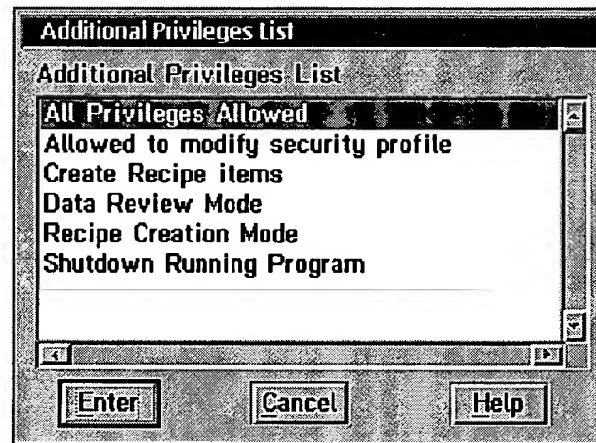 Additional Privileges List
Additional Privileges List
All Privileges Allowed
Allowed to modify security profile
Create Recipe items
Data Review Mode
Recipe Creation Mode
Shutdown Running Program
Enter
Cancel
Help